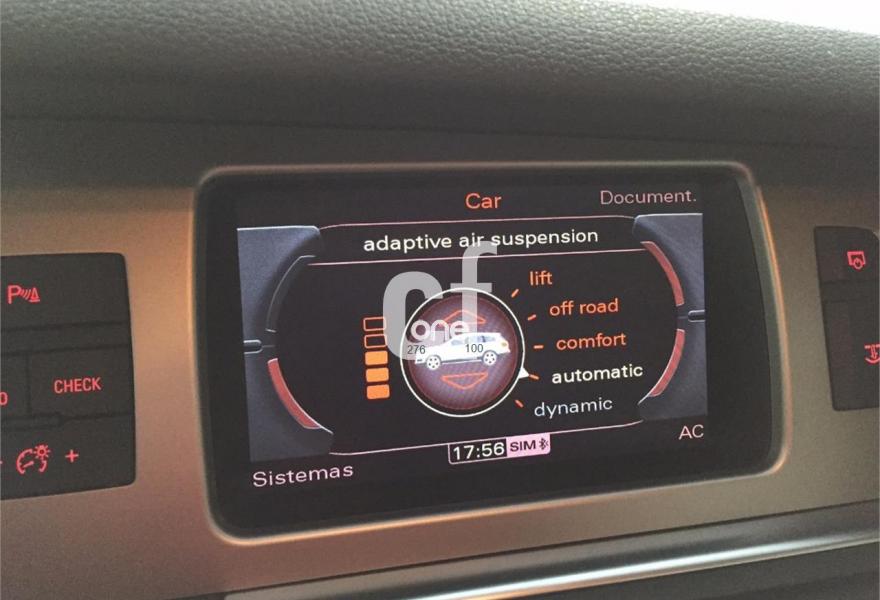 Car
Document.
adaptive air suspension
lift
off road
comfort
automatic
dynamic
cf
one
276
100
17:56 SIM
Sistemas
AC
P
CHECK
+